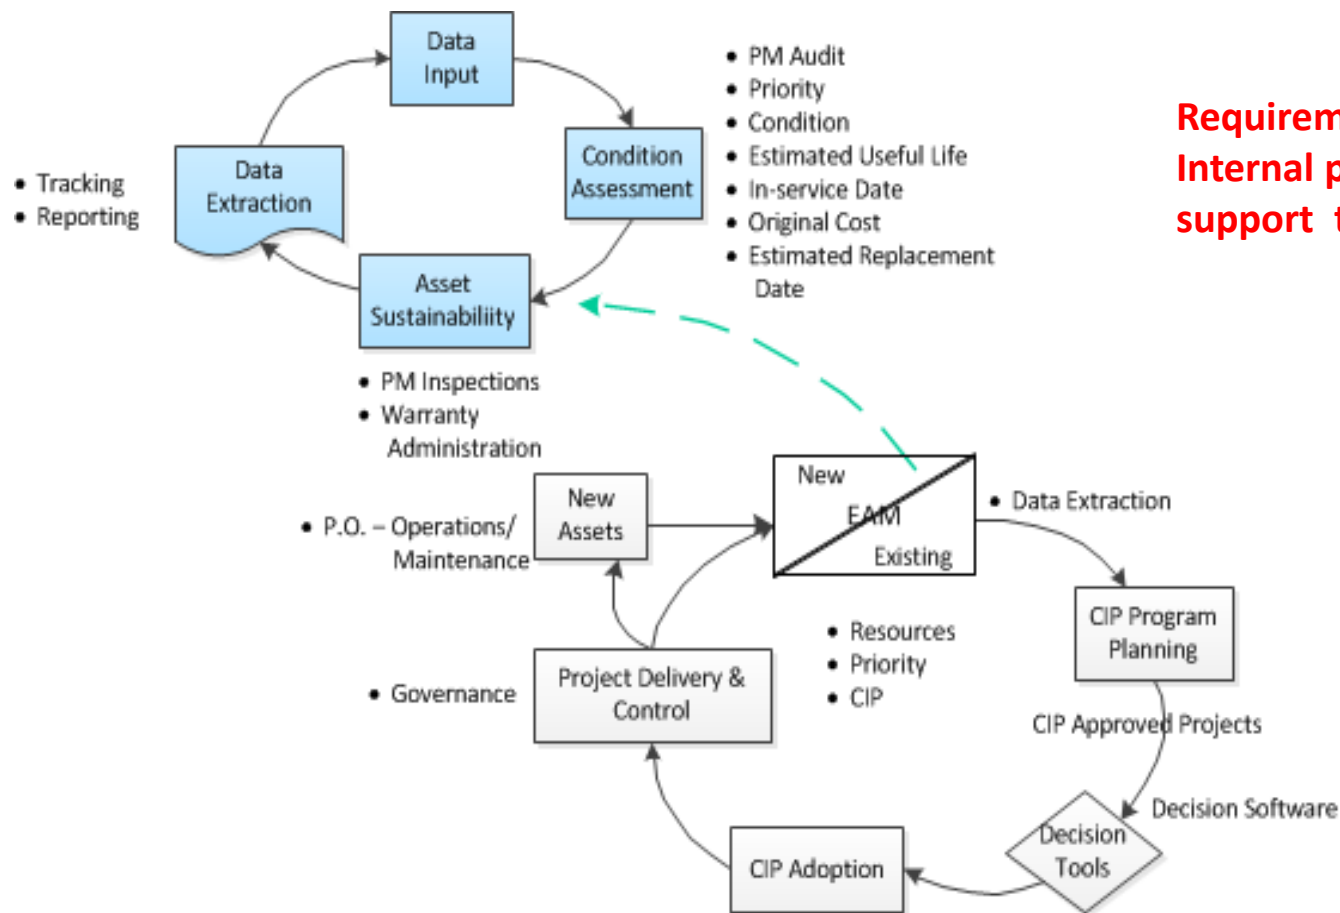 Data
Input
• PM Audit
• Priority
• Condition
• Estimated Useful Life
• In-service Date
• Original Cost
• Estimated Replacement
Date
Condition
Assessment
Data
Extraction
• Tracking
• Reporting
Asset
Sustainabiliity
• PM Inspections
• Warranty
Administration
New
EAM
Existing
• Data Extraction
New
Assets
• P.O. – Operations/
Maintenance
CIP Program
Planning
• Resources
• Priority
• CIP
Project Delivery &
Control
• Governance
CIP Approved Projects
Decision Software
Decision
Tools
CIP Adoption
Internal
support